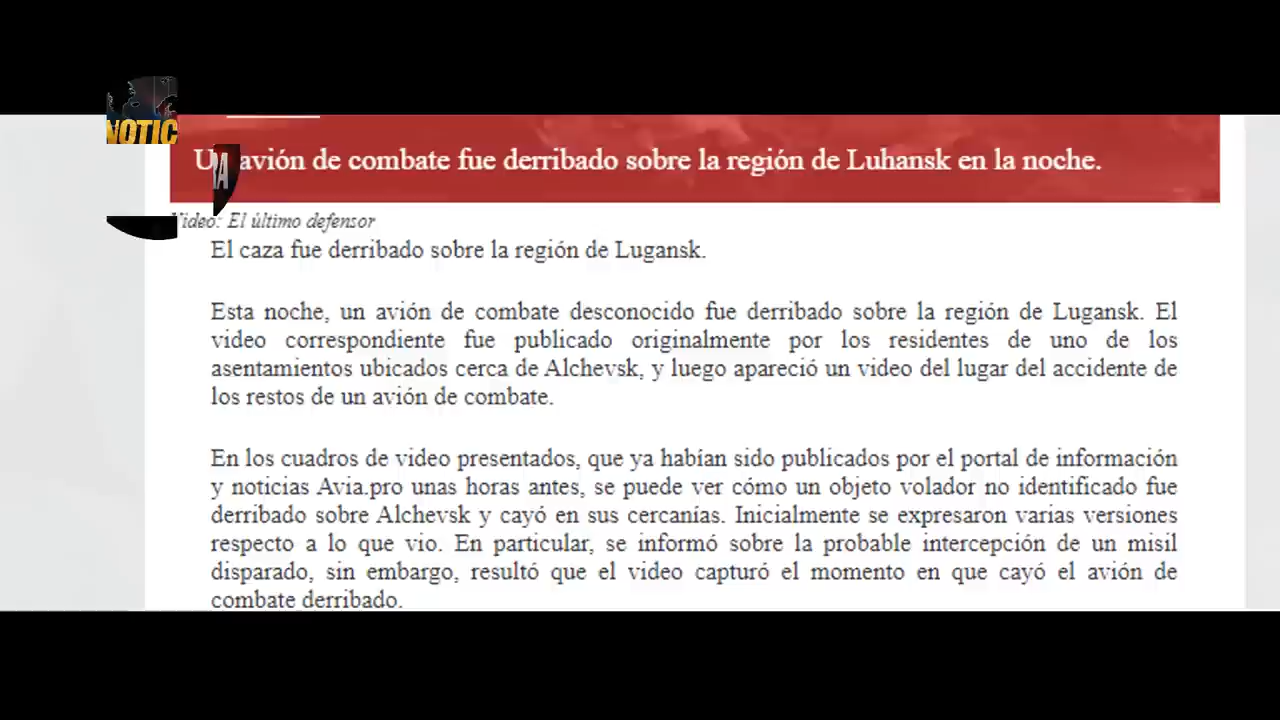 NOTIC
RA
Un avión de combate fue derribado sobre la región de Luhansk en la noche.
Video: El último defensor
El caza fue derribado sobre la región de Lugansk.
Esta noche, un avión de combate desconocido fue derribado sobre la región de Lugansk. El
video correspondiente fue publicado originalmente por los residentes de uno de los
asentamientos ubicados cerca de Alchevsk, y luego apareció un video del lugar del accidente de
los restos de un avión de combate.
En los cuadros de video presentados, que ya habían sido publicados por el portal de información
y noticias Avia.pro unas horas antes, se puede ver cómo un objeto volador no identificado fue
derribado sobre Alchevsk y cayó en sus cercanías. Inicialmente se expresaron varias versiones
respecto a lo que vio. En particular, se informó sobre la probable intercepción de un misil
disparado, sin embargo, resultó que el video capturó el momento en que cayó el avión de
combate derribado.